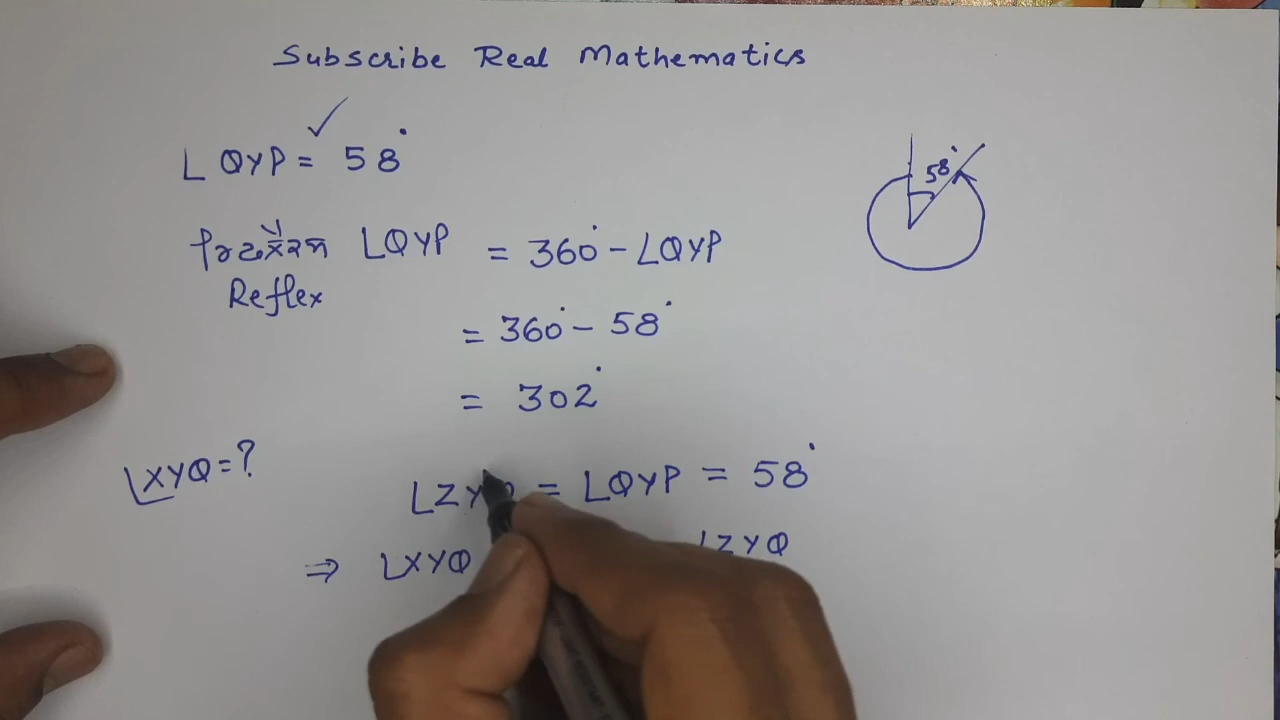 Subscribe Real Mathematics
∠QYP = 58°
58°
∠QYP = 360° - ∠QYP
Reflex
= 360° - 58°
= 302°
∠XYQ = ?
∠ZY = ∠QYP = 58°
⇒ ∠XYQ ∠ZYQ